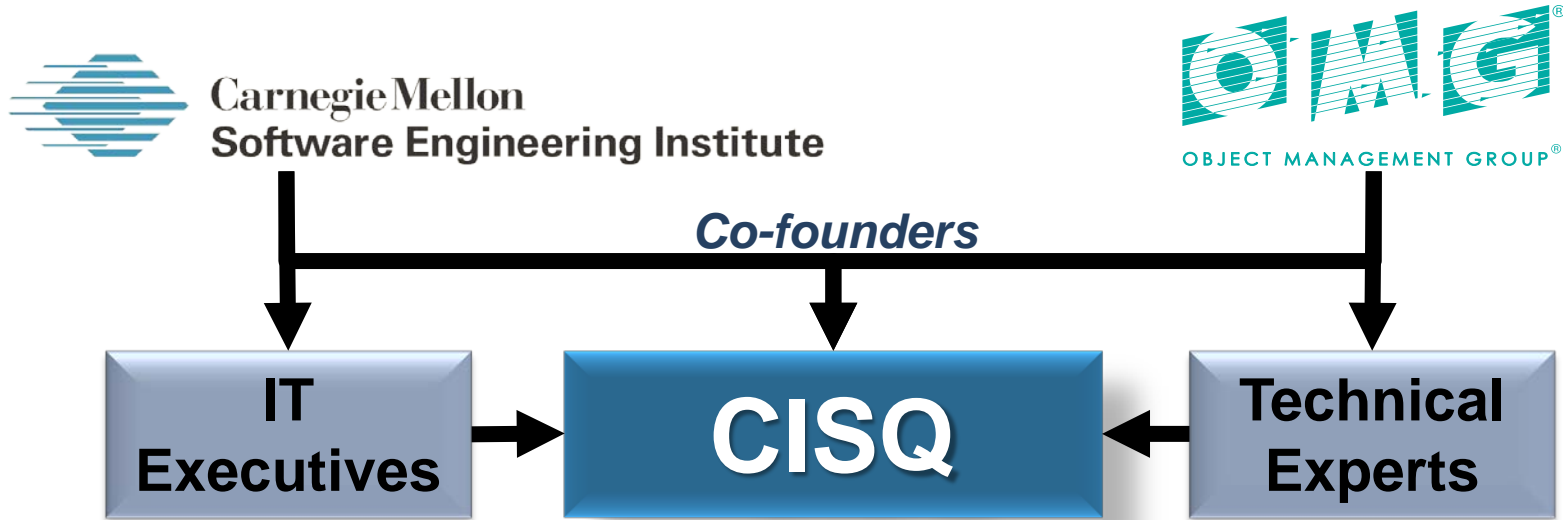 Carnegie Mellon
Software Engineering Institute
OMG®
OBJECT MANAGEMENT GROUP®
Co-founders
IT
Executives
CISQ
Technical
Experts